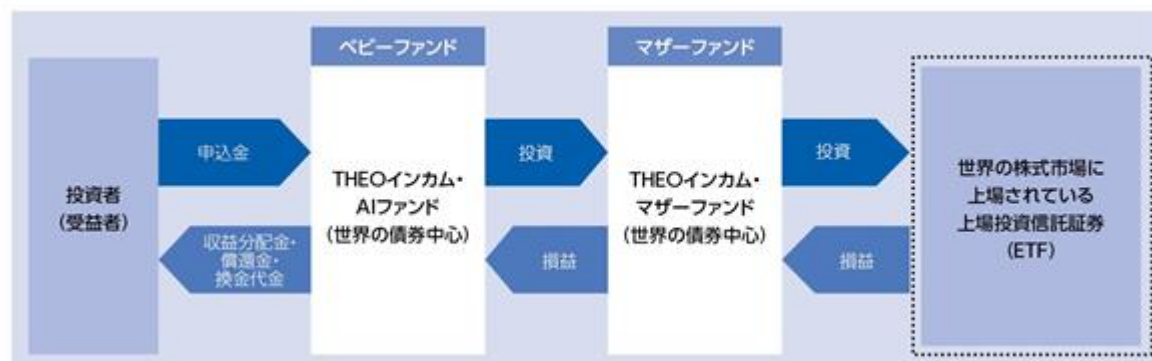 ベビーファンド
マザーファンド
投資者
(受益者)
申込金
収益分配金・
償還金・
換金代金
THEOインカム・
AIファンド
(世界の債券中心)
投資
損益
THEOインカム・
マザーファンド
(世界の債券中心)
投資
損益
世界の株式市場に
上場されている
上場投資信託証券
(ETF)